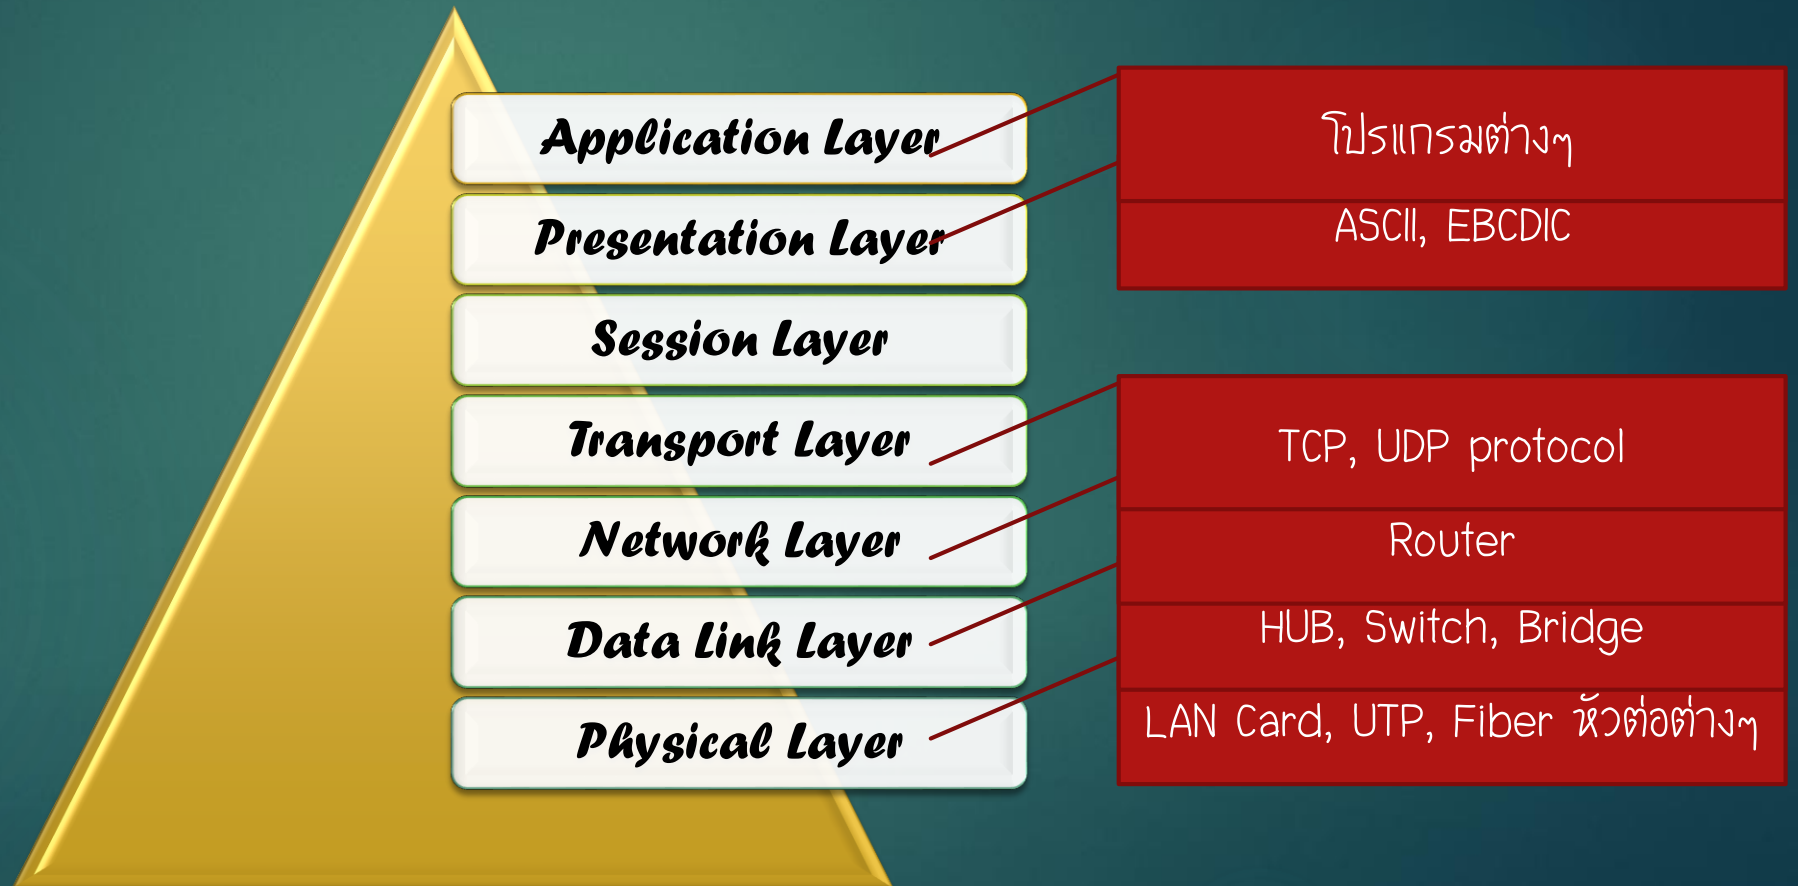 Application Layer
Presentation Layer
Session Layer
Transport Layer
Network Layer
Data Link Layer
Physical Layer
โปรแกรมต่างๆ
ASCII, EBCDIC
TCP, UDP protocol
Router
HUB, Switch, Bridge
LAN Card, UTP, Fiber หัวต่อต่างๆ